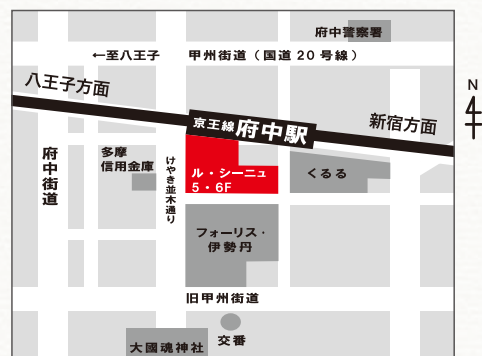 府中警察署
←至八王子 甲州街道（国道20号線）
八王子方面
京王線 府中駅
新宿方面
N
府中街道
多摩
信用金庫
けやき並木通り
ル・シーニュ
5・6F
くるる
フォーリス・
伊勢丹
旧甲州街道
交番
大國魂神社